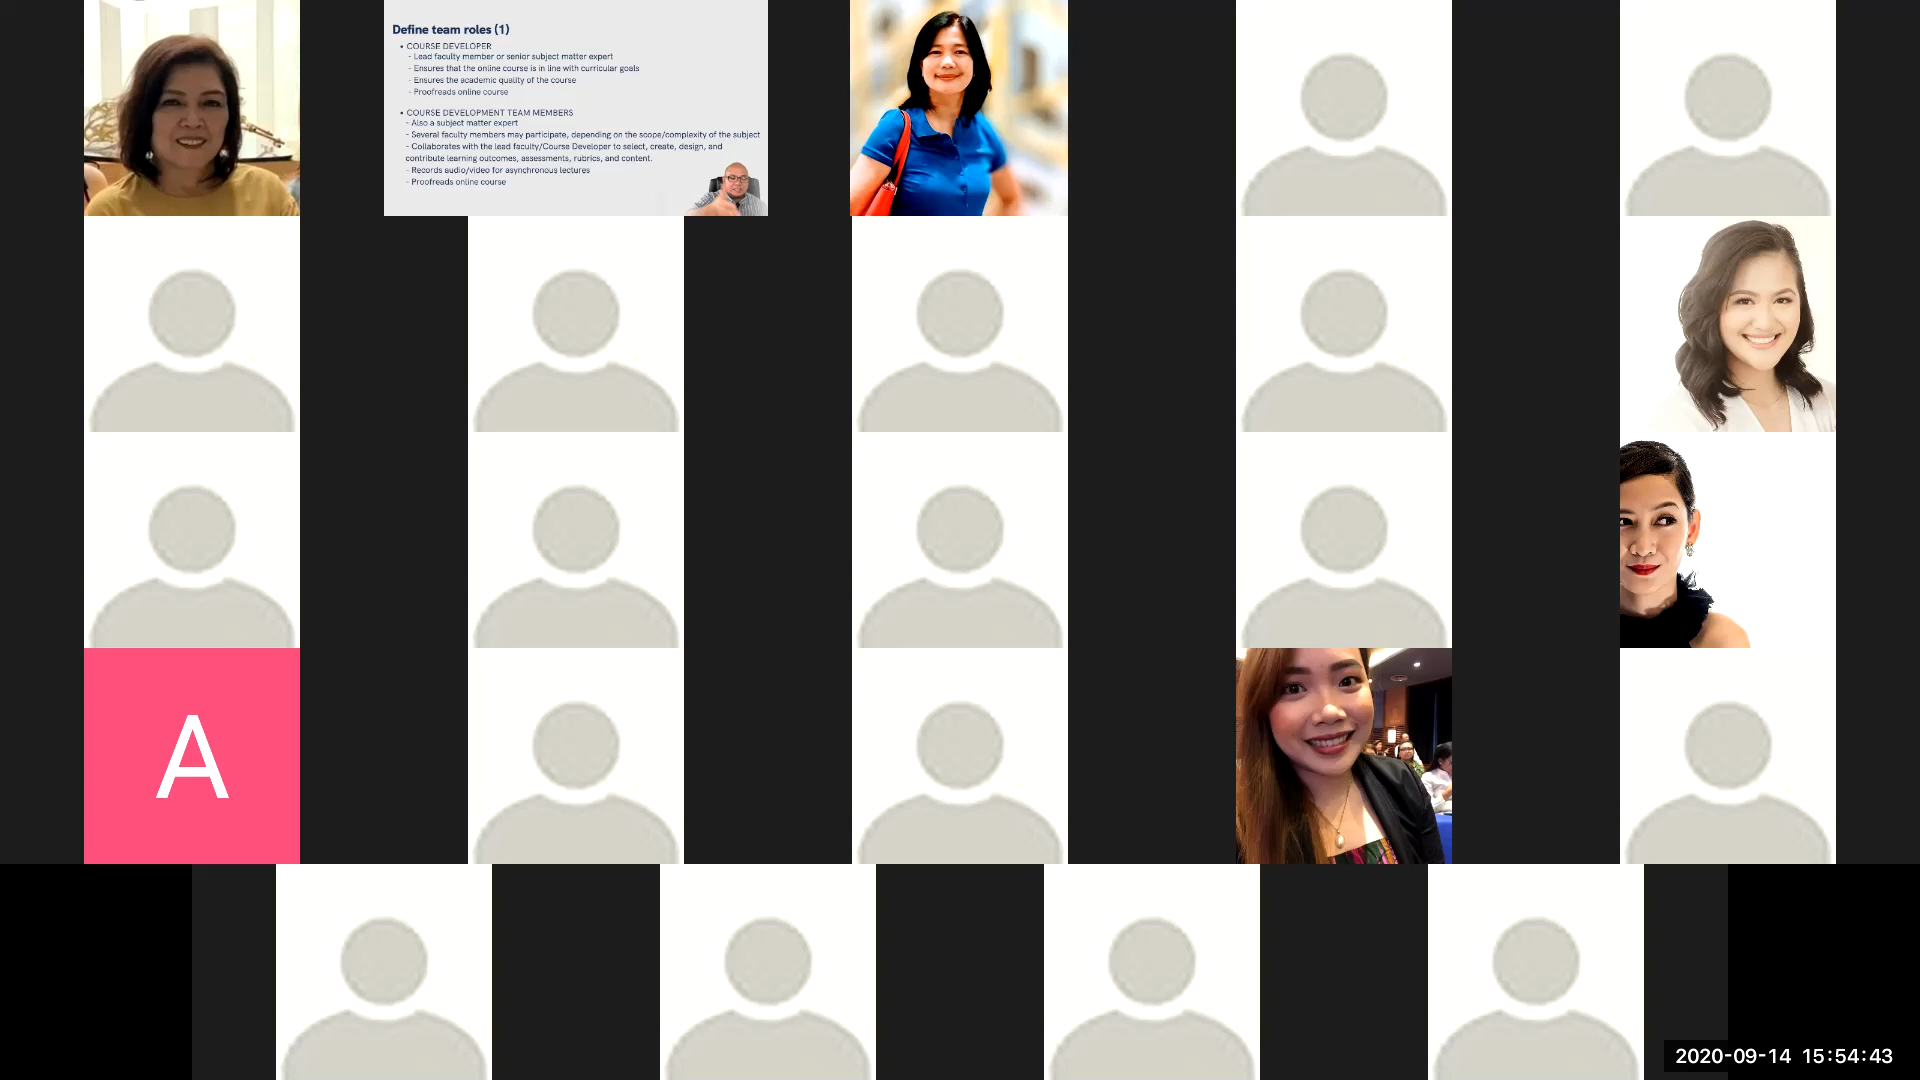 Define team roles (1)
• COURSE DEVELOPER
- Lead faculty member or senior subject matter expert
- Ensures that the online course is in line with curricular goals
- Ensures the academic quality of the course
- Proofreads online course
• COURSE DEVELOPMENT TEAM MEMBERS
- Also a subject matter expert
- Several faculty members may participate, depending on the scope/complexity of the subject
- Collaborates with the lead faculty/Course Developer to select, create, design, and
contribute learning outcomes, assessments, rubrics, and content.
- Records audio/video for asynchronous lectures
- Proofreads online course
A
2020-09-14 15:54:43